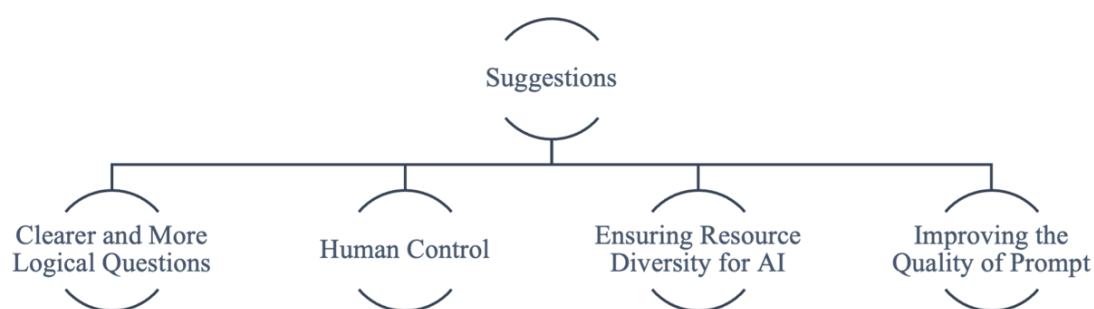 Suggestions
Clearer and More
Logical Questions
Human Control
Ensuring Resource
Diversity for AI
Improving the
Quality of Prompt